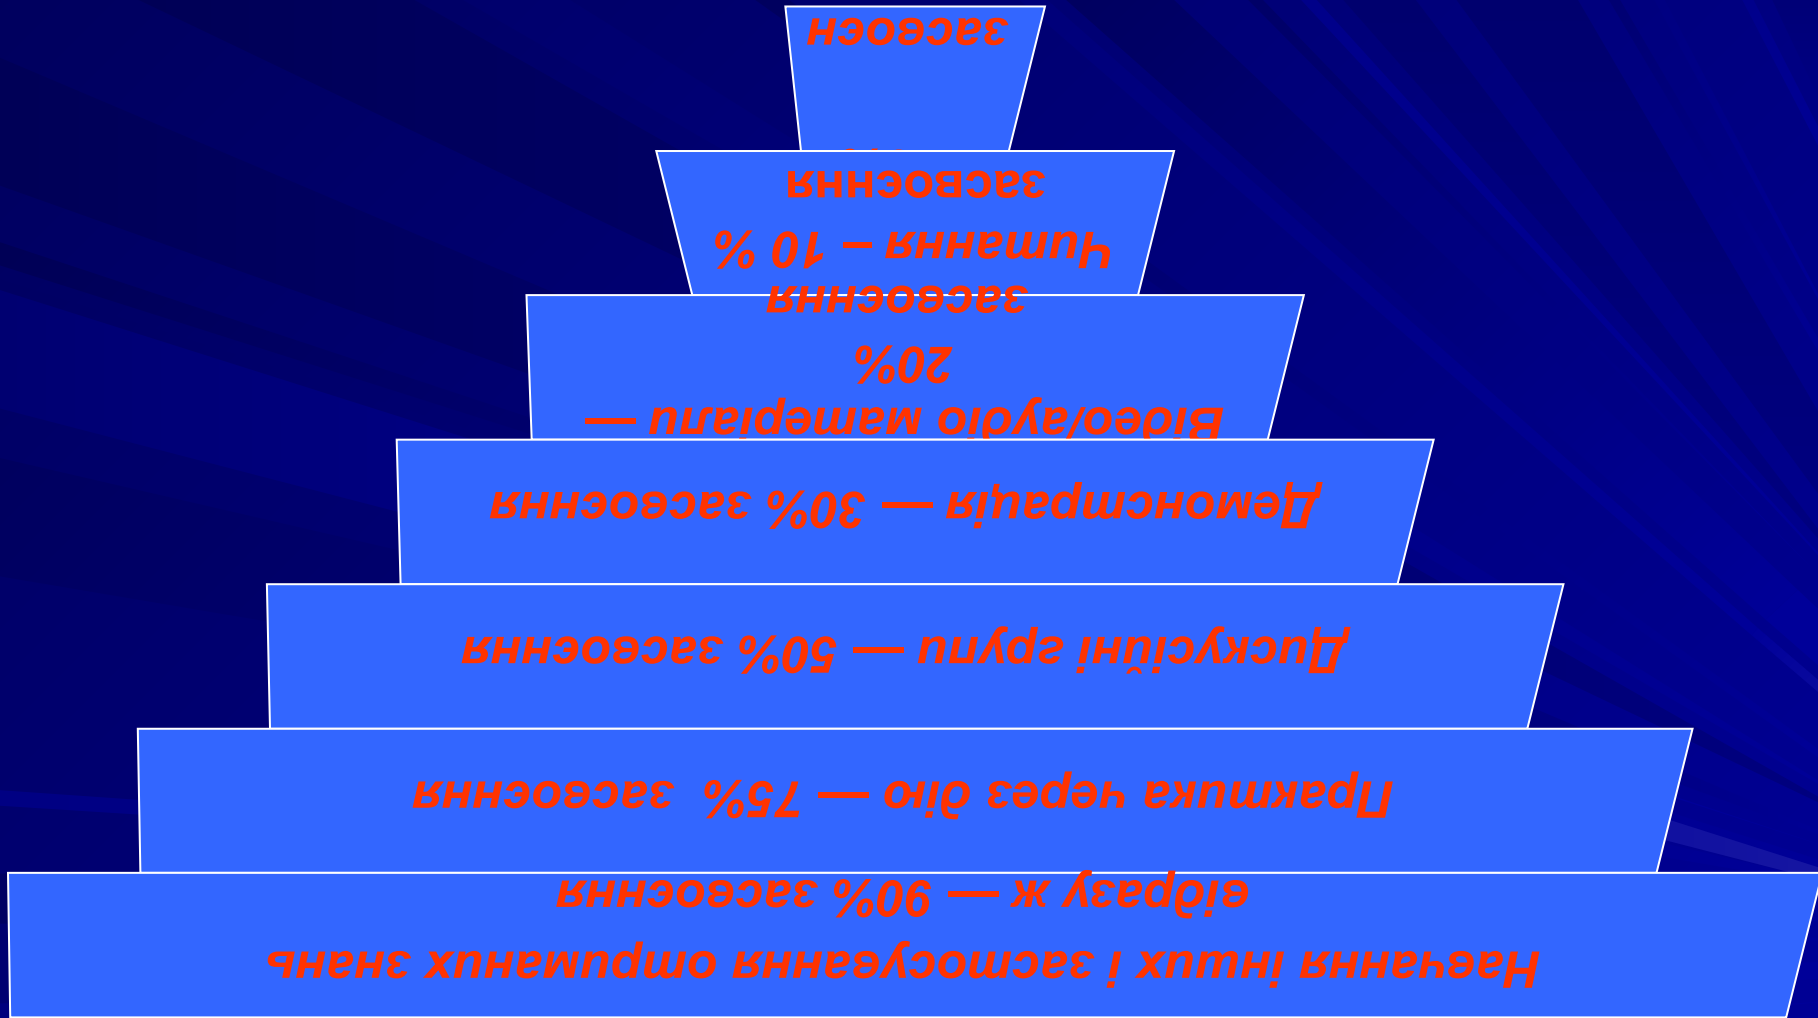 Навчання інших і застосування отриманих знань
відразу ж — 90% засвоєння
Практика через дію — 75% засвоєння
Дискусійні групи — 50% засвоєння
Демонстрація — 30% засвоєння
Відео/аудіо матеріали —
20%
засвоєння
Читання – 10 %
засвоєння
засвоєн